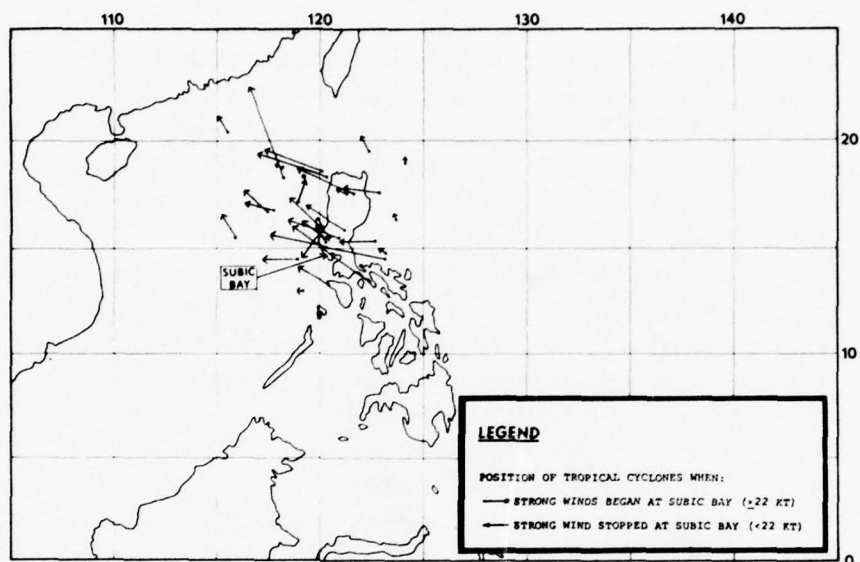 110 120 130 140
20
SUBIC
BAY
10
LEGEND
POSITION OF TROPICAL CYCLONES WHEN:
STRONG WINDS BEGAN AT SUBIC BAY (≥22 KT)
STRONG WIND STOPPED AT SUBIC BAY (<22 KT)
0